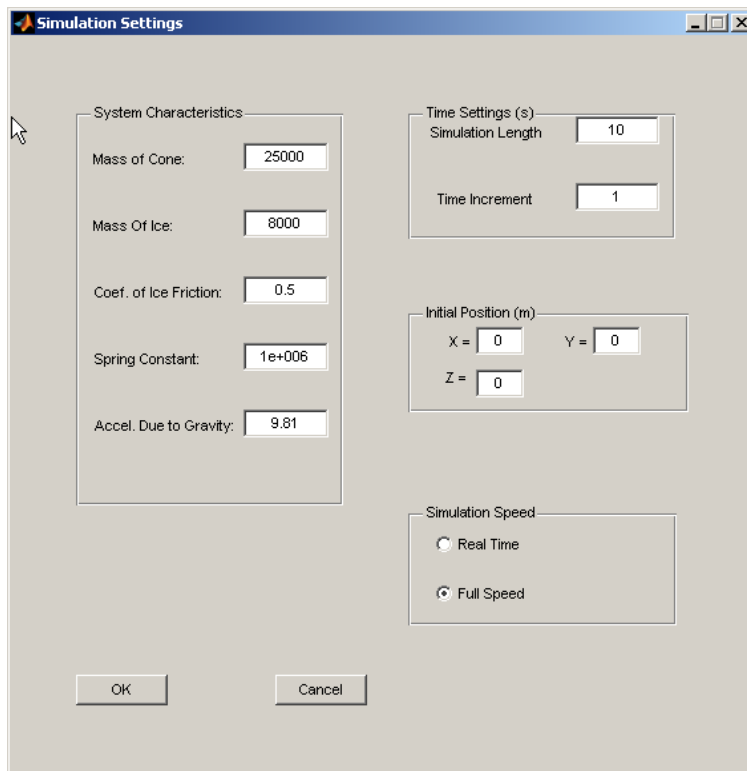 Simulation Settings
System Characteristics
Mass of Cone: 25000
Mass Of Ice: 8000
Coef. of Ice Friction: 0.5
Spring Constant: 1e+006
Accel. Due to Gravity: 9.81
Time Settings (s)
Simulation Length 10
Time Increment 1
Initial Position (m)
X = 0 Y = 0
Z = 0
Simulation Speed
Real Time
Full Speed
OK Cancel